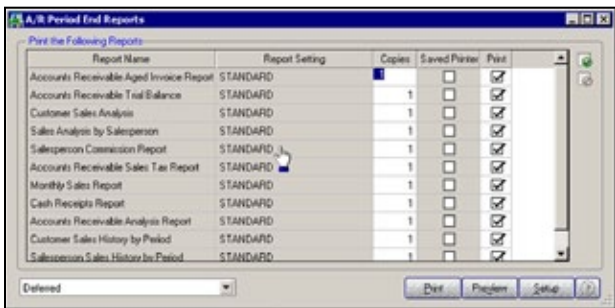 A/R Period End Reports
Print the Following Reports
Report Name Report Setting Copies Saved Printer Print
Accounts Receivable Aged Invoice Report STANDARD 1
Accounts Receivable Trial Balance STANDARD 1
Customer Sales Analysis STANDARD 1
Sales Analysis by Salesperson STANDARD 1
Salesperson Commission Report STANDARD 1
Accounts Receivable Sales Tax Report STANDARD 1
Monthly Sales Report STANDARD 1
Cash Receipts Report STANDARD 1
Accounts Receivable Analysis Report STANDARD 1
Customer Sales History by Period STANDARD 1
Salesperson Sales History by Period STANDARD 1
Deferred Print Preview Setup